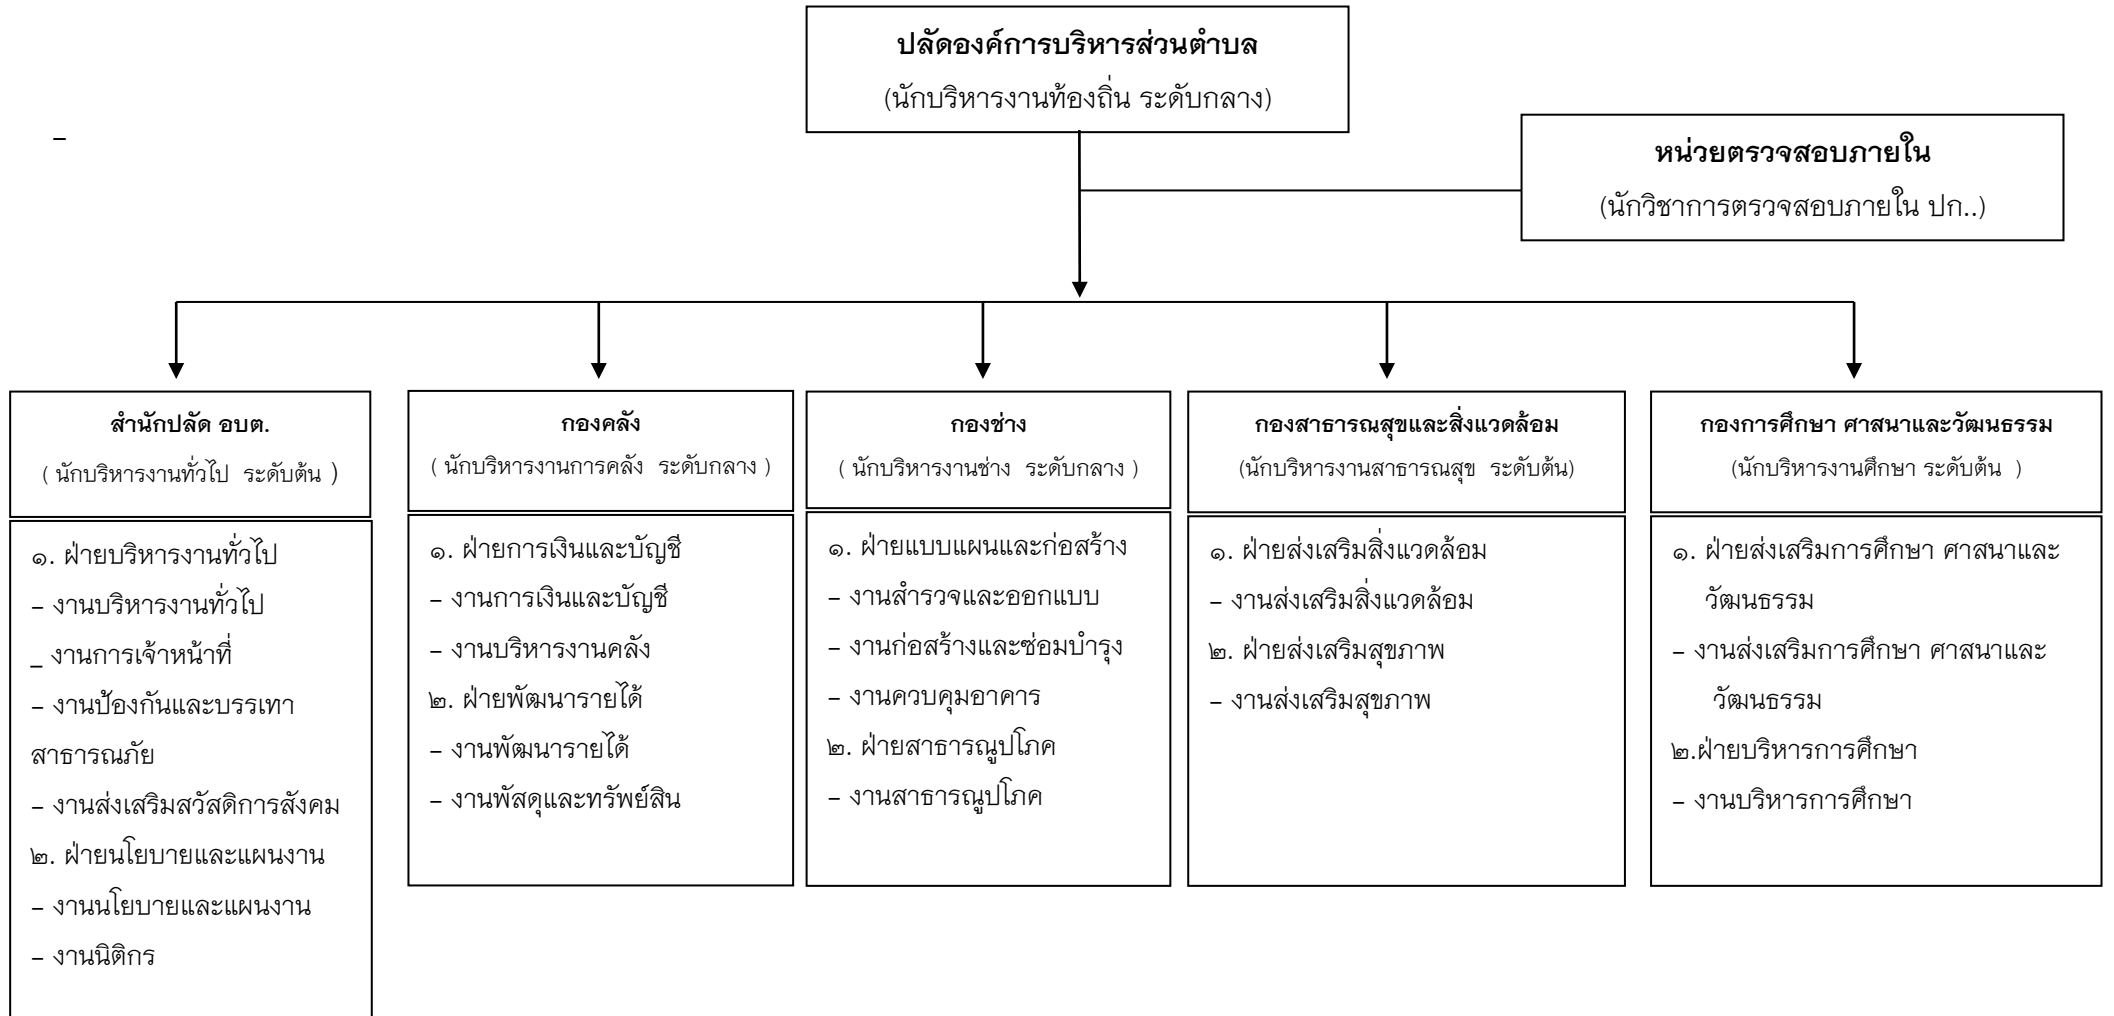 ปลัดองค์การบริหารส่วนตำบล
(นักบริหารงานท้องถิ่น ระดับกลาง)
–
หน่วยตรวจสอบภายใน
(นักวิชาการตรวจสอบภายใน ปก..)
สำนักปลัด อบต.
( นักบริหารงานทั่วไป ระดับต้น )
๑. ฝ่ายบริหารงานทั่วไป
– งานบริหารงานทั่วไป
_ งานการเจ้าหน้าที่
– งานป้องกันและบรรเทา
สาธารณภัย
– งานส่งเสริมสวัสดิการสังคม
๒. ฝ่ายนโยบายและแผนงาน
– งานนโยบายและแผนงาน
– งานนิติกร
กองคลัง
( นักบริหารงานการคลัง ระดับกลาง )
๑. ฝ่ายการเงินและบัญชี
– งานการเงินและบัญชี
– งานบริหารงานคลัง
๒. ฝ่ายพัฒนารายได้
– งานพัฒนารายได้
– งานพัสดุและทรัพย์สิน
กองช่าง
( นักบริหารงานช่าง ระดับกลาง )
๑. ฝ่ายแบบแผนและก่อสร้าง
– งานสำรวจและออกแบบ
– งานก่อสร้างและซ่อมบำรุง
– งานควบคุมอาคาร
๒. ฝ่ายสาธารณูปโภค
– งานสาธารณูปโภค
กองสาธารณสุขและสิ่งแวดล้อม
(นักบริหารงานสาธารณสุข ระดับต้น)
๑. ฝ่ายส่งเสริมสิ่งแวดล้อม
– งานส่งเสริมสิ่งแวดล้อม
๒. ฝ่ายส่งเสริมสุขภาพ
– งานส่งเสริมสุขภาพ
กองการศึกษา ศาสนาและวัฒนธรรม
(นักบริหารงานศึกษา ระดับต้น )
๑. ฝ่ายส่งเสริมการศึกษา ศาสนาและ
วัฒนธรรม
– งานส่งเสริมการศึกษา ศาสนาและ
วัฒนธรรม
๒.ฝ่ายบริหารการศึกษา
– งานบริหารการศึกษา